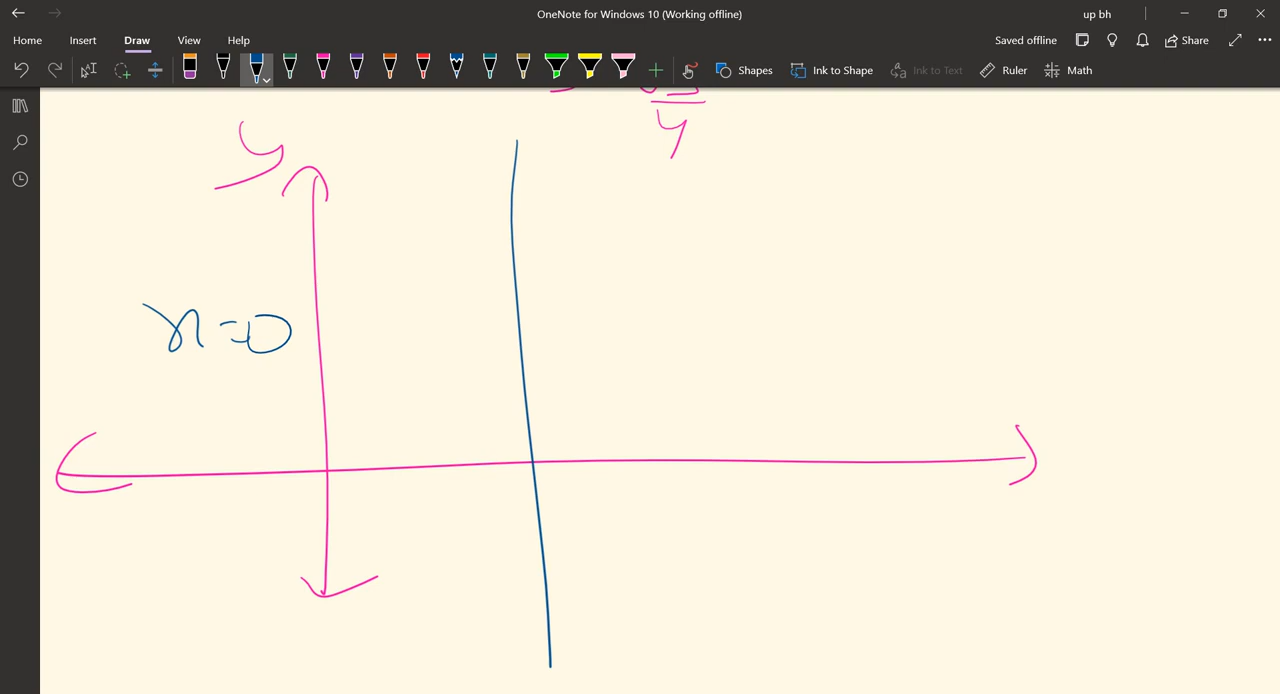 OneNote for Windows 10 (Working offline)
up bh
Home Insert Draw View Help
Saved offline
Share
Shapes
Ink to Shape
Ink to Text
Ruler
Math
y
y
x=0